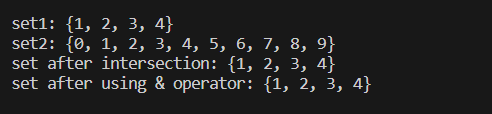 set1: {1, 2, 3, 4}
set2: {0, 1, 2, 3, 4, 5, 6, 7, 8, 9}
set after intersection: {1, 2, 3, 4}
set after using & operator: {1, 2, 3, 4}